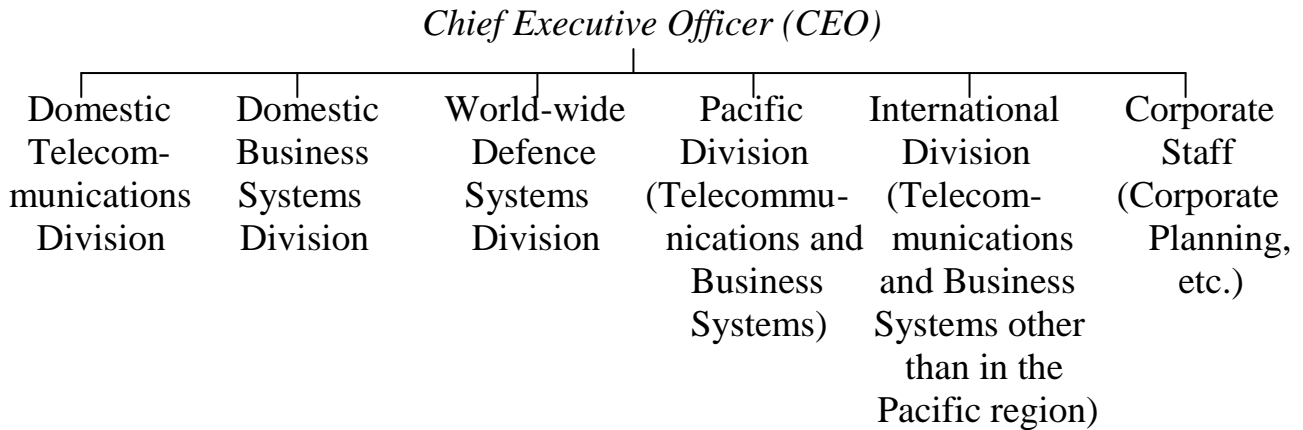 Chief Executive Officer (CEO)
Domestic
Telecom-
munications
Division
Domestic
Business
Systems
Division
World-wide
Defence
Systems
Division
Pacific
Division
(Telecommu-
nications and
Business
Systems)
International
Division
(Telecom-
munications
and Business
Systems other
than in the
Pacific region)
Corporate
Staff
(Corporate
Planning,
etc.)